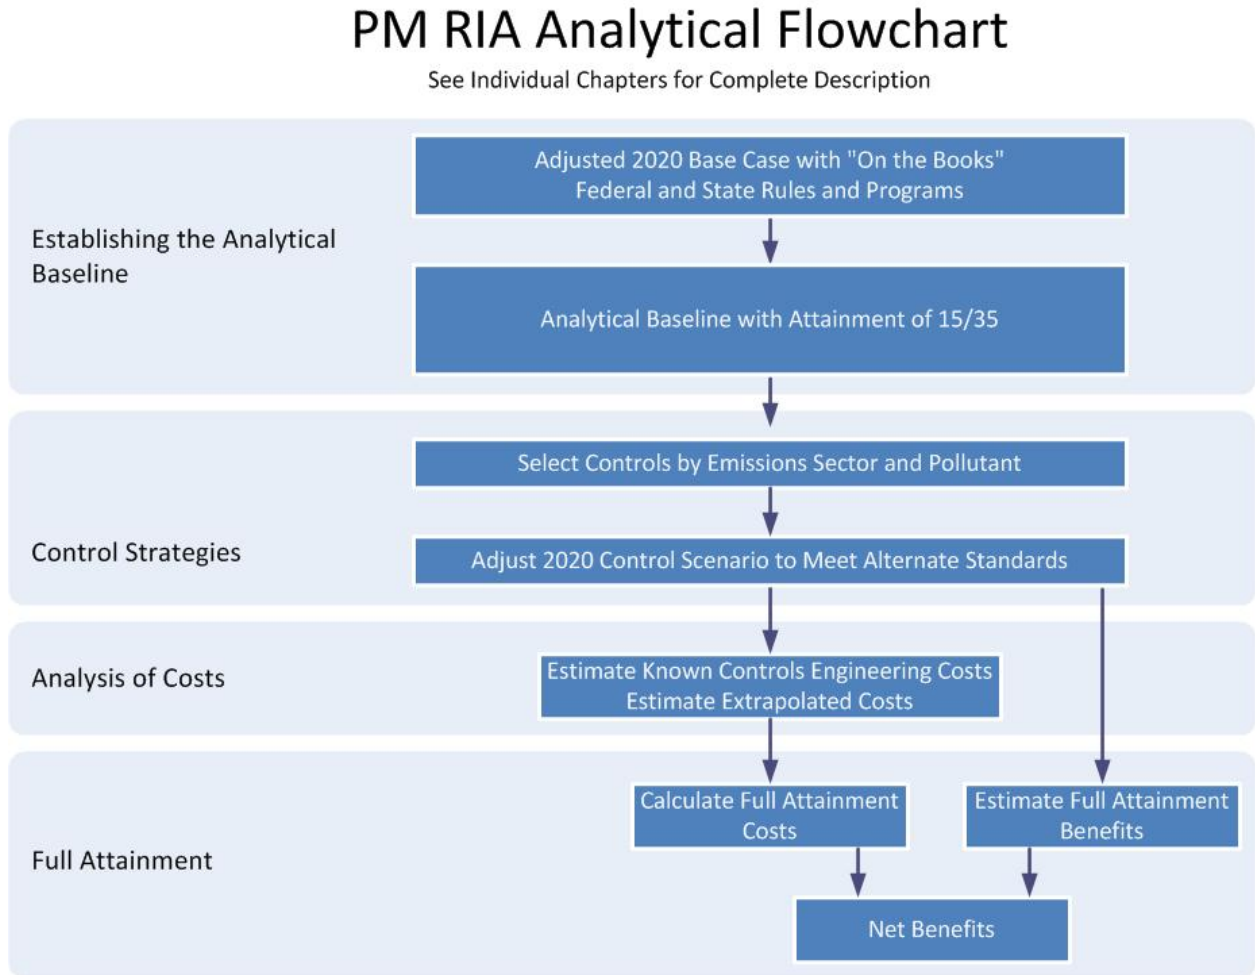 PM RIA Analytical Flowchart
See Individual Chapters for Complete Description
Establishing the Analytical
Baseline
Adjusted 2020 Base Case with "On the Books"
Federal and State Rules and Programs
Analytical Baseline with Attainment of 15/35
Control Strategies
Select Controls by Emissions Sector and Pollutant
Adjust 2020 Control Scenario to Meet Alternate Standards
Analysis of Costs
Estimate Known Controls Engineering Costs
Estimate Extrapolated Costs
Full Attainment
Calculate Full Attainment
Costs
Estimate Full Attainment
Benefits
Net Benefits